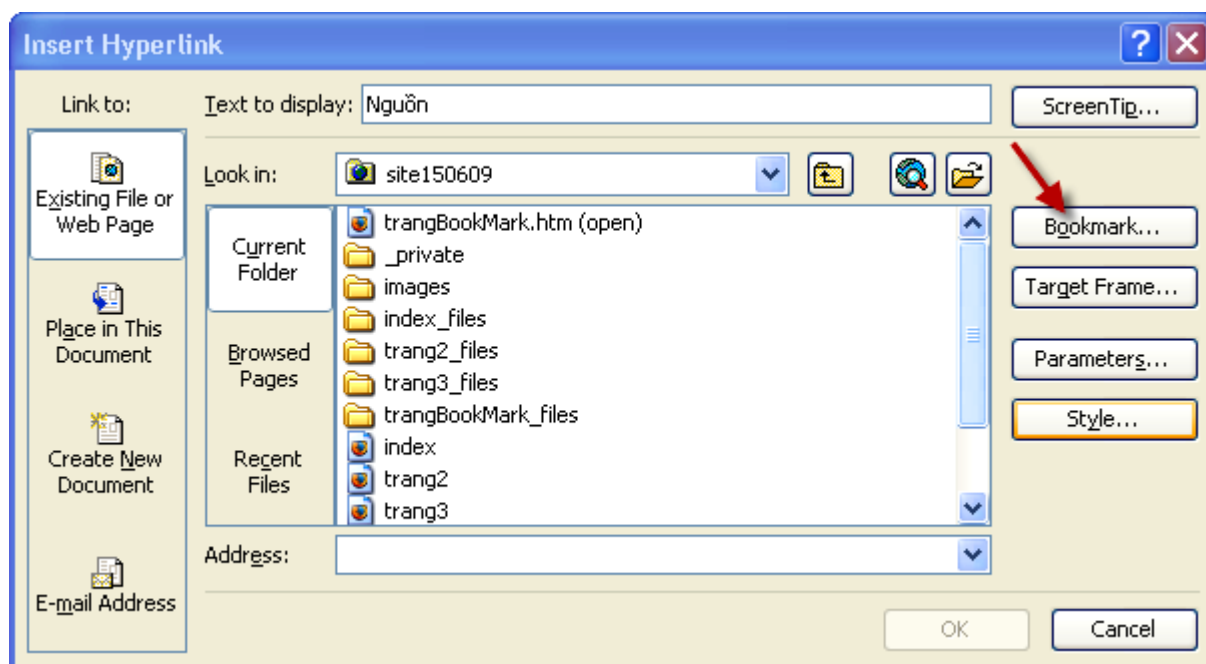 Insert Hyperlink
Link to:
Text to display: Nguồn
ScreenTip...
Existing File or
Web Page
Look in: site150609
Current
Folder
trangBookMark.htm (open)
_private
images
index_files
trang2_files
trang3_files
trangBookMark_files
index
trang2
trang3
Bookmark...
Target Frame...
Place in This
Document
Browsed
Pages
Parameters...
Style...
Create New
Document
Recent
Files
Address:
E-mail Address
OK
Cancel